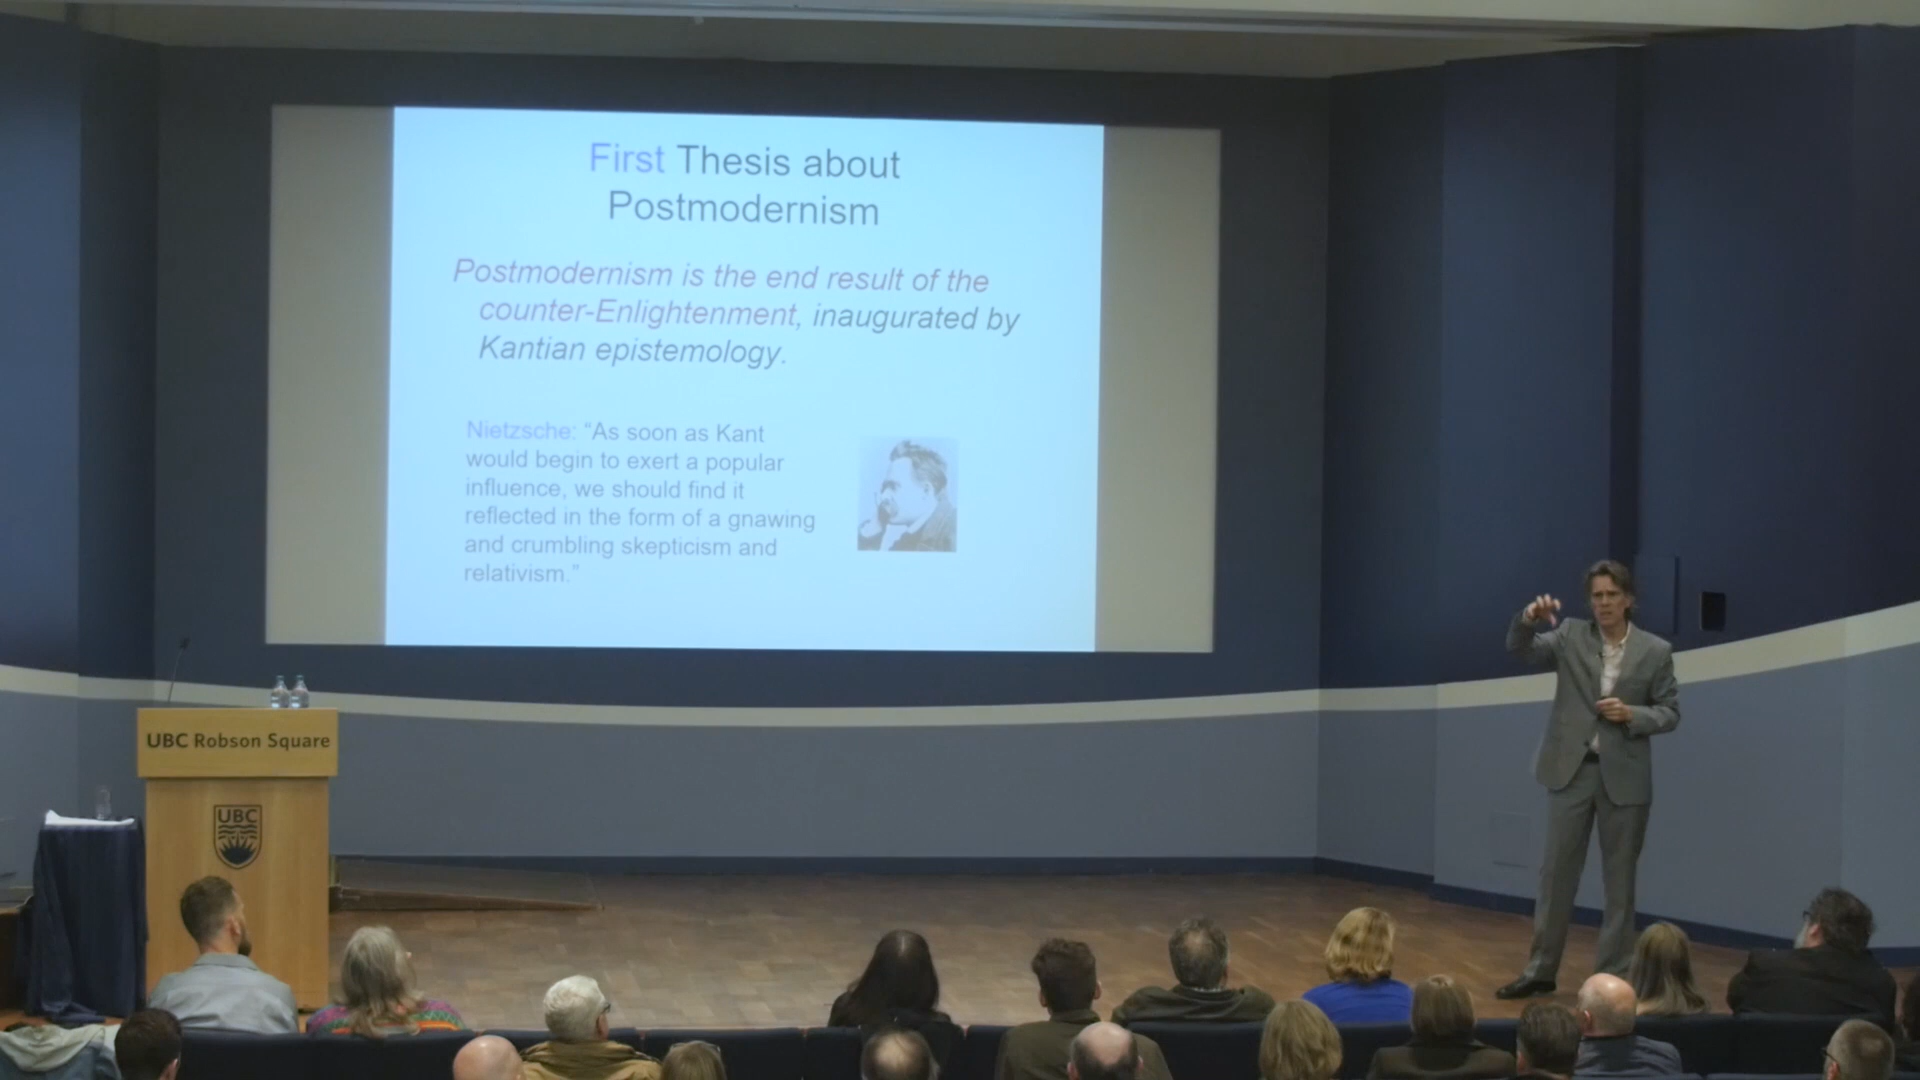 First Thesis about
Postmodernism
Postmodernism is the end result of the
counter-Enlightenment, inaugurated by
Kantian epistemology.
Nietzsche: “As soon as Kant
would begin to exert a popular
influence, we should find it
reflected in the form of a gnawing
and crumbling skepticism and
relativism.”
UBC Robson Square
UBC